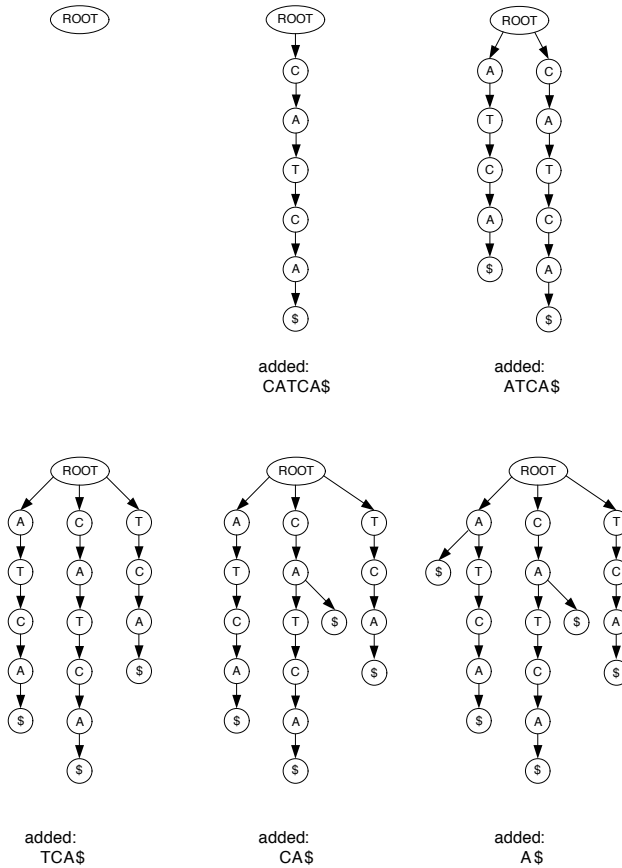 ROOT ROOT ROOT
C A C
A T A
T C T
C A C
A $ A
$ $
added: added:
CATCA$ ATCA$
ROOT ROOT ROOT
A C T A C T A C T
T A C T A C $ T A C
C T A C T $ A C T $ A
A C $ A C $ A C $
$ A $ A $ A
$ $ $
added: added: added:
TCA$ CA$ A$